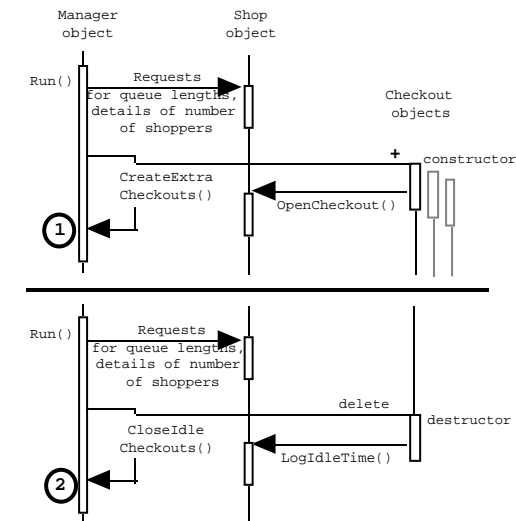 Manager
object
Shop
object
Run()
Requests
for queue lengths,
details of number
of shoppers
Checkout
objects
+
constructor
CreateExtra
Checkouts()
OpenCheckout()
1
Run()
Requests
for queue lengths,
details of number
of shoppers
delete
destructor
CloseIdle
Checkouts()
LogIdleTime()
2